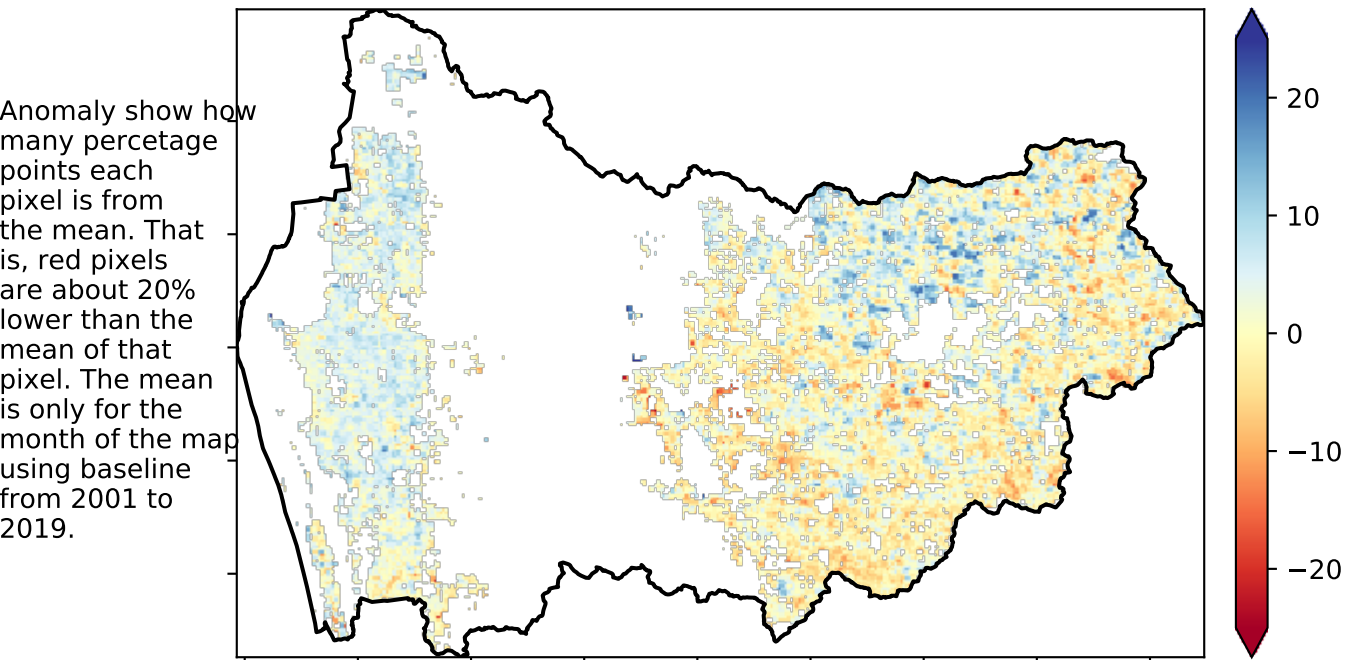 Anomaly show how
many percetage
points each
pixel is from
the mean. That
is, red pixels
are about 20%
lower than the
mean of that
pixel. The mean
is only for the
month of the map
using baseline
from 2001 to
2019.
20
10
0
−10
−20